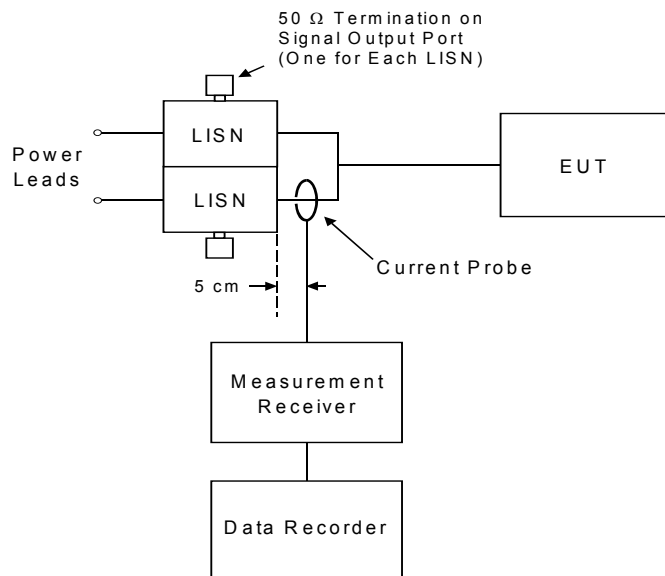 50 Ω Termination on
Signal Output Port
(One for Each LISN)
LISN
Power
Leads
LISN
EUT
Current Probe
5 cm
Measurement
Receiver
Data Recorder